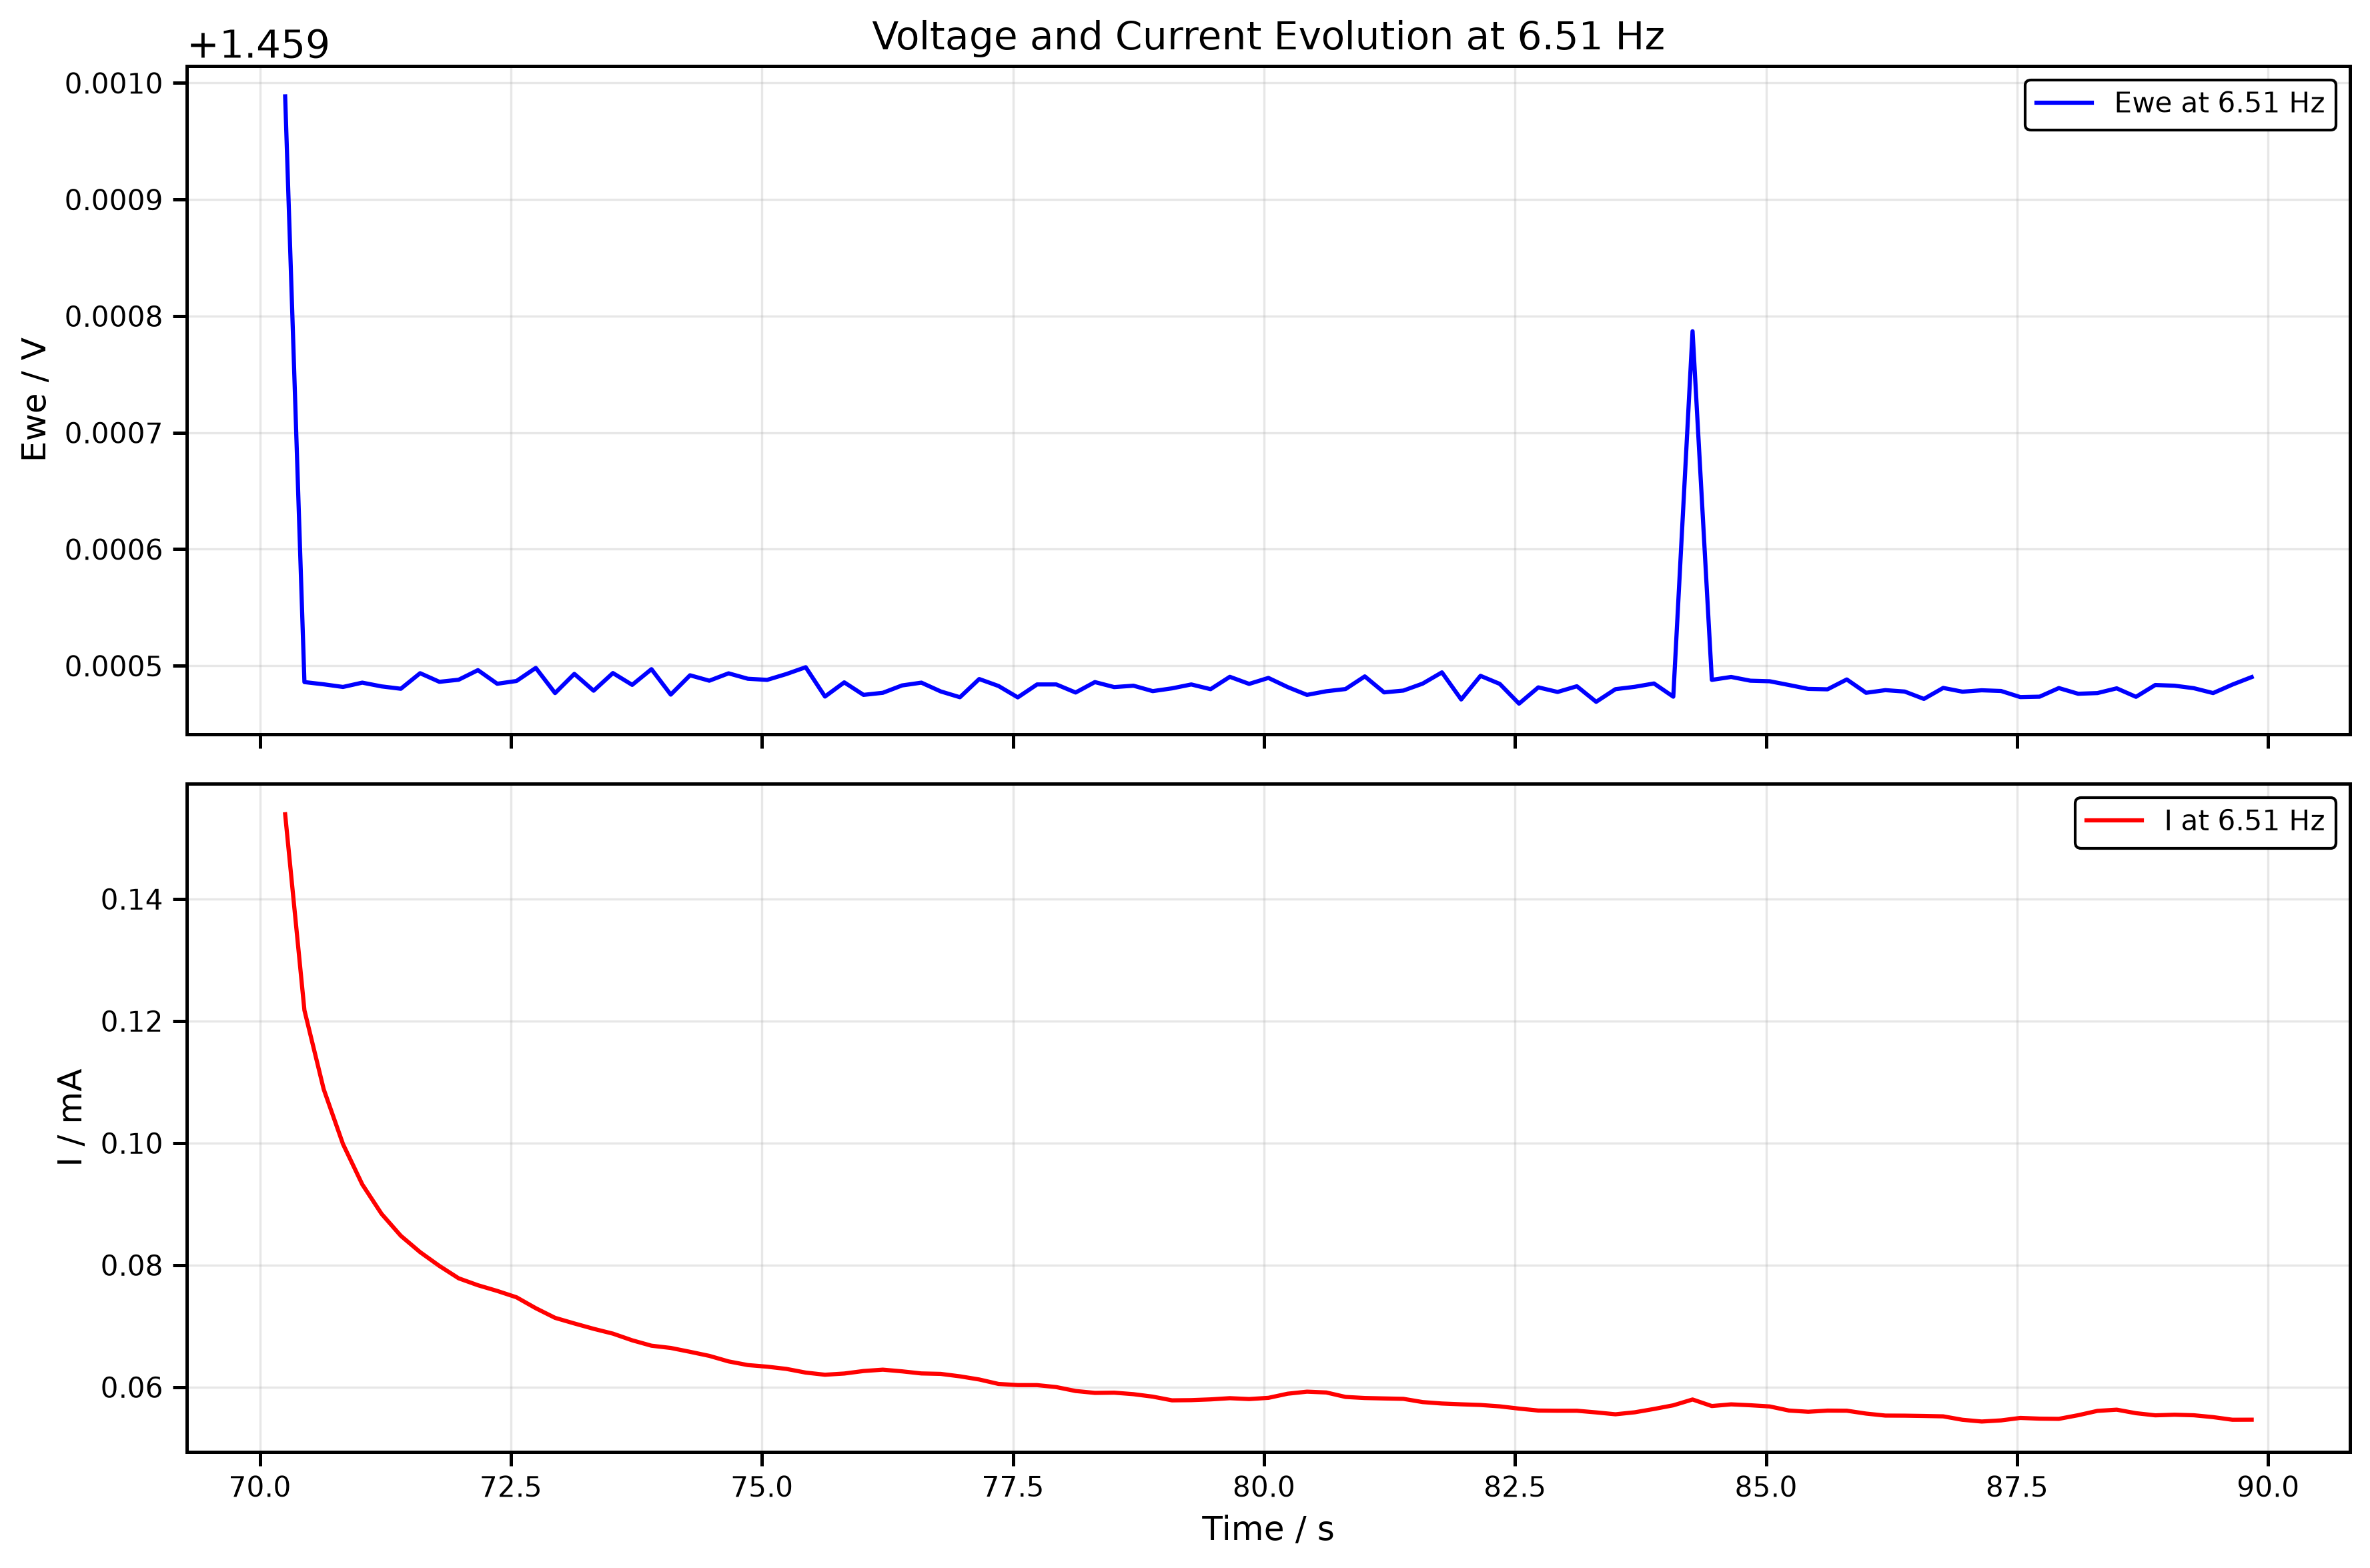 Voltage and Current Evolution at 6.51 Hz
+1.459
Ewe at 6.51 Hz
0.0010
0.0009
0.0008
0.0007
0.0006
0.0005
Ewe / V
I at 6.51 Hz
0.14
0.12
0.10
0.08
0.06
I / mA
70.0 72.5 75.0 77.5 80.0 82.5 85.0 87.5 90.0
Time / s